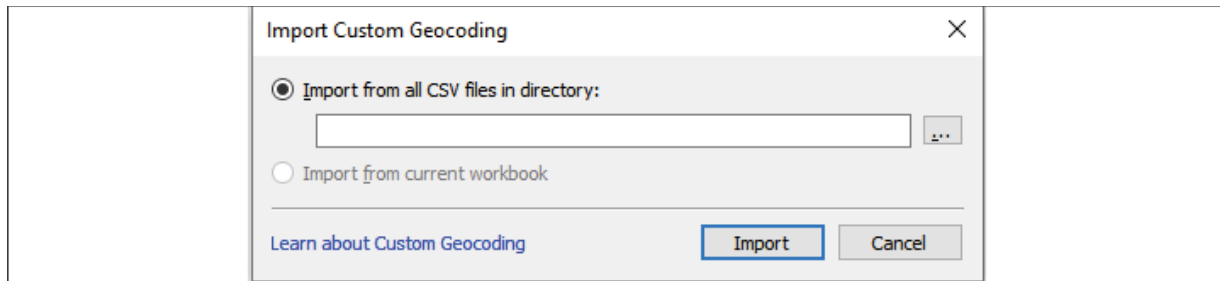 Import Custom Geocoding
Import from all CSV files in directory:
...
Import from current workbook
Learn about Custom Geocoding
Import
Cancel